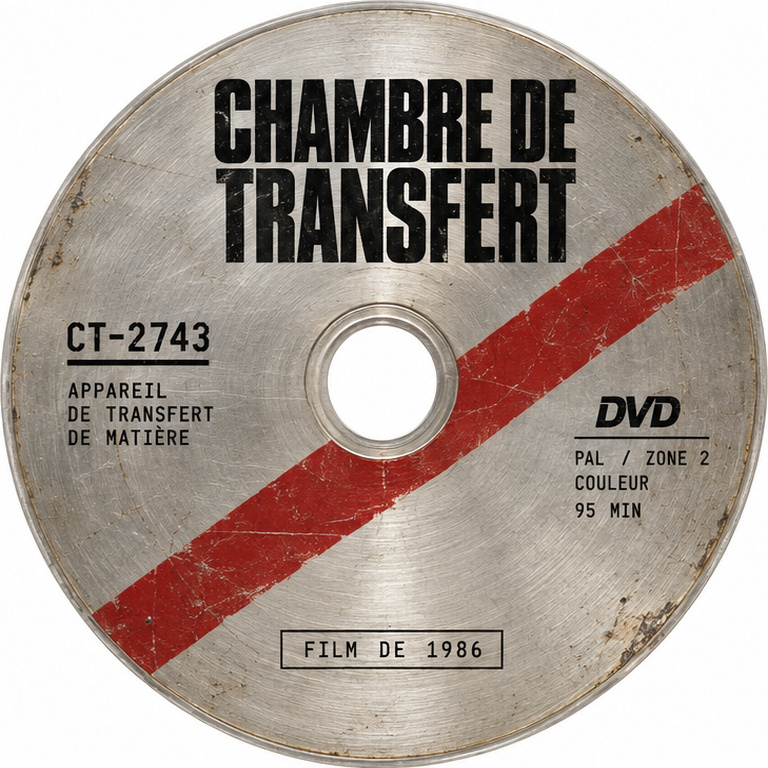 CHAMBRE DE
TRANSFERT
CT-2743
APPAREIL
DE TRANSFERT
DE MATIÈRE
DVD
PAL / ZONE 2
COULEUR
95 MIN
FILM DE 1986